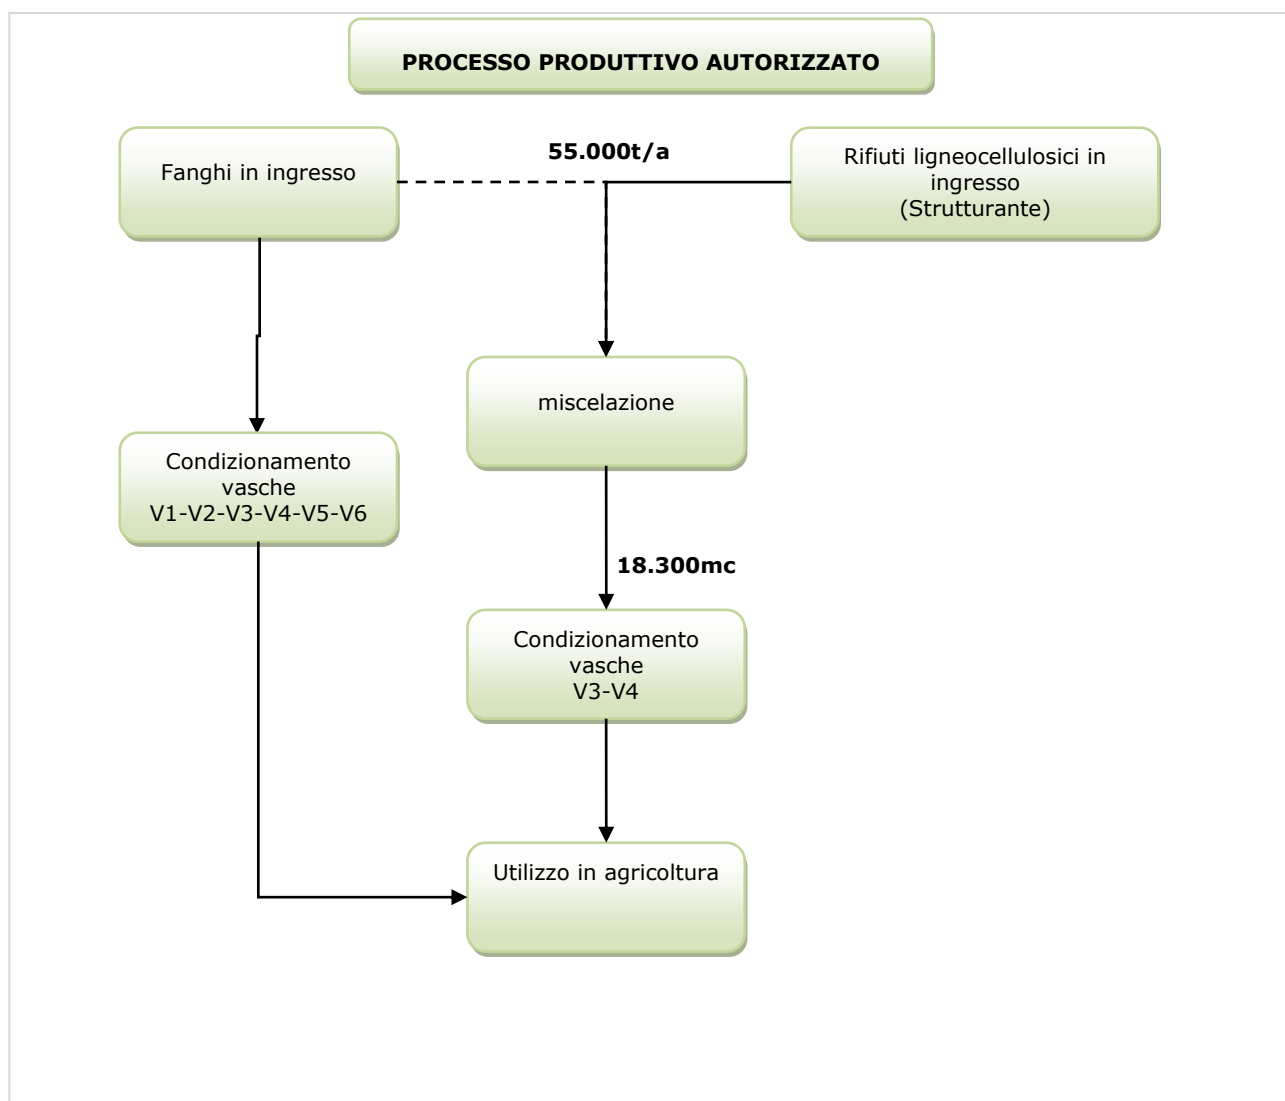 PROCESSO PRODUTTIVO AUTORIZZATO
Fanghi in ingresso
55.000t/a
Rifiuti ligneocellulosici in
ingresso
(Strutturante)
miscelazione
Condizionamento
vasche
V1-V2-V3-V4-V5-V6
18.300mc
Condizionamento
vasche
V3-V4
Utilizzo in agricoltura